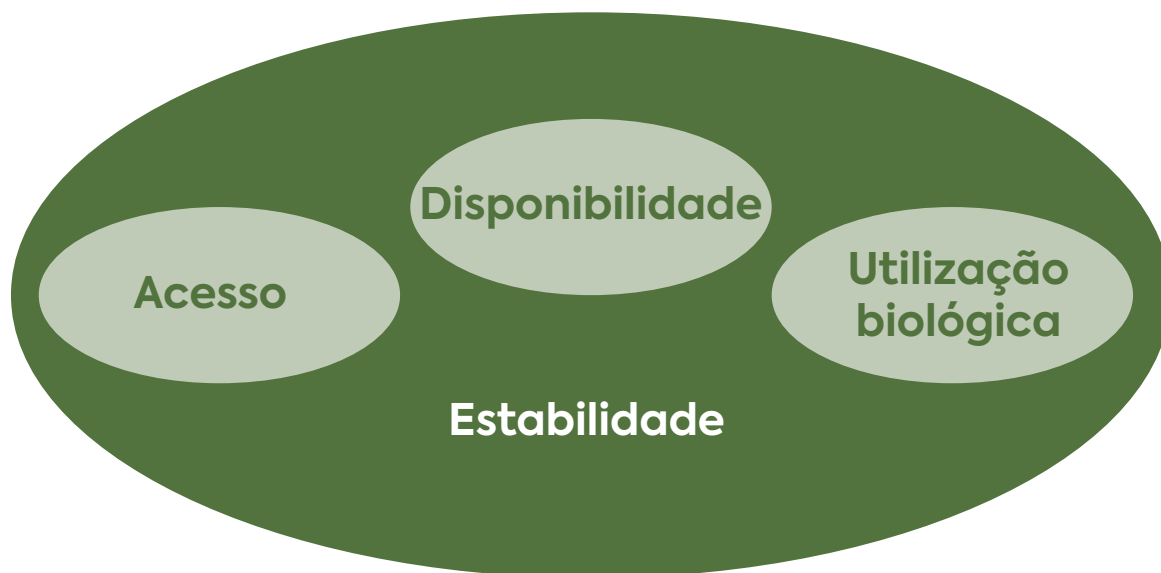 Disponibilidade
Acesso
Utilização
biológica
Estabilidade